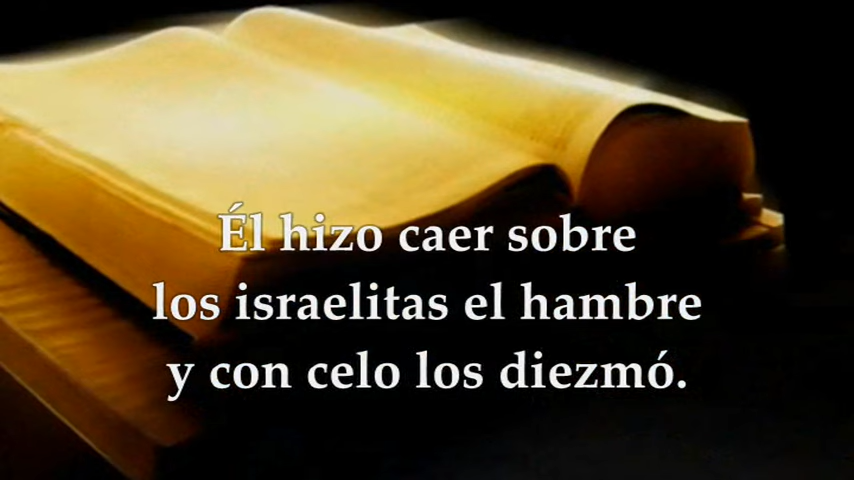 Él hizo caer sobre
los israelitas el hambre
y con celo los diezmó.